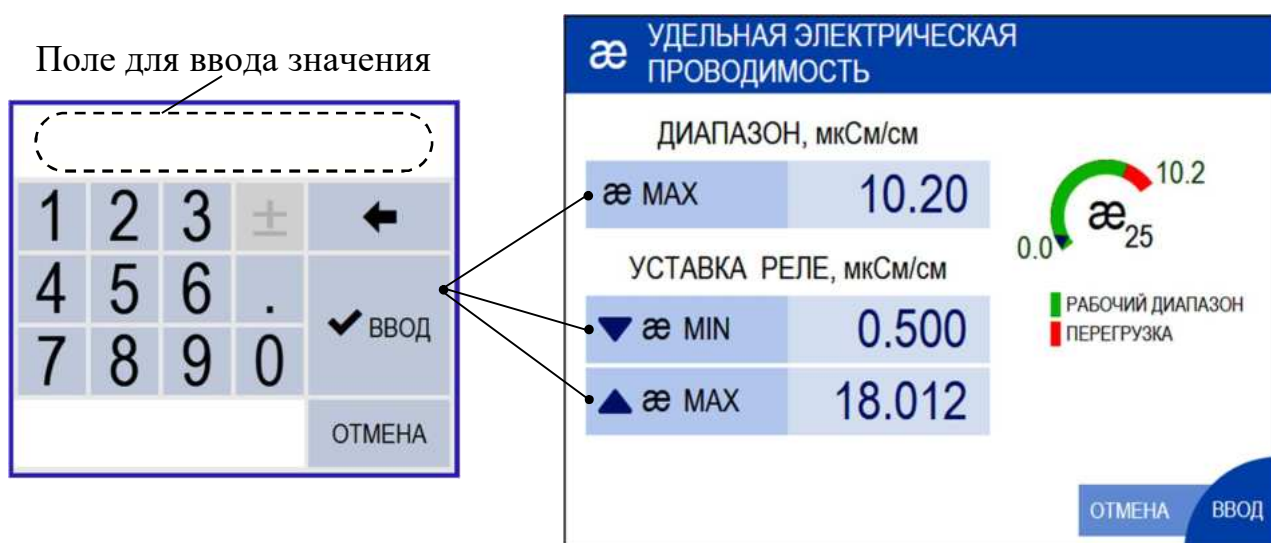 Поле для ввода значения
1 2 3 ±
4 5 6 .
ВВОД
7 8 9 0
ОТМЕНА
æ УДЕЛЬНАЯ ЭЛЕКТРИЧЕСКАЯ
ПРОВОДИМОСТЬ
ДИАПАЗОН, мкСм/см
æ MAX 10.20
УСТАВКА РЕЛЕ, мкСм/см
æ MIN 0.500
æ MAX 18.012
10.2
æ25
0.0
РАБОЧИЙ ДИАПАЗОН
ПЕРЕГРУЗКА
ОТМЕНА ВВОД